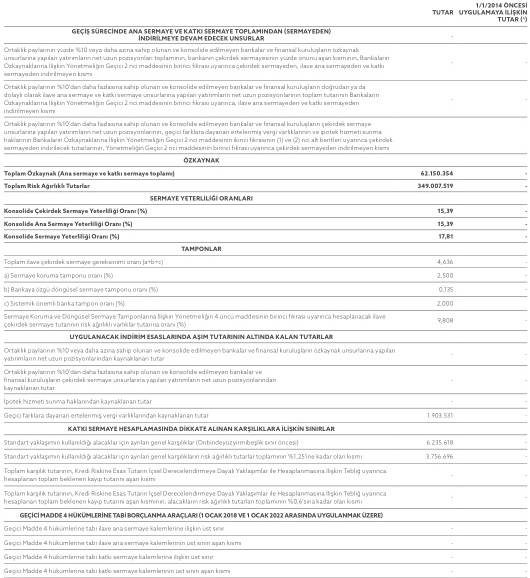 1/1/2014 ÖNCESİ
TUTAR UYGULAMAYA İLİŞKİN
TUTAR (*)
GEÇİŞ SÜRECİNDE ANA SERMAYE VE KATKI SERMAYE TOPLAMINDAN (SERMAYEDEN)
İNDİRİLMEYE DEVAM EDECEK UNSURLAR -
Ortaklık paylarının yüzde 10'u veya daha azına sahip olunan ve konsolide edilmeyen bankalar ve finansal kuruluşların özkaynak
unsurlarına yapılan yatırımların net uzun pozisyonları toplamının, bankanın çekirdek sermayesinin yüzde onunu aşan kısmının, Bankaların
Özkaynaklarına İlişkin Yönetmeliğin Geçici 2 nci maddesinin birinci fıkrası uyarınca çekirdek sermayeden, ilave ana sermayeden ve katkı
sermayeden indirilmeyen kısmı - -
Ortaklık paylarının %10'dan daha fazlasına sahip olunan ve konsolide edilmeyen bankalar ve finansal kuruluşların doğrudan ya da
dolaylı olarak ilave ana sermaye ve katkı sermaye unsurlarına yapılan yatırımların net uzun pozisyonlarının toplam tutarının Bankaların
Özkaynaklarına İlişkin Yönetmeliğin Geçici 2 nci maddesinin birinci fıkrası uyarınca, ilave ana sermayeden ve katkı sermayeden
indirilmeyen kısmı - -
Ortaklık paylarının %10'dan daha fazlasına sahip olunan ve konsolide edilmeyen bankalar ve finansal kuruluşların çekirdek sermaye
unsurlarına yapılan yatırımların net uzun pozisyonlarının, geçici farklara dayanan ertelenmiş vergi varlıklarının ve ipotek hizmeti sunma
haklarının Bankaların Özkaynaklarına İlişkin Yönetmeliğin Geçici 2 nci maddesinin ikinci fıkrasının (1) ve (2) nci alt bentleri uyarınca çekirdek
sermayeden indirilecek tutarlarının, Yönetmeliğin Geçici 2 nci maddesinin birinci fıkrası uyarınca çekirdek sermayeden indirilmeyen kısmı - -
ÖZKAYNAK
Toplam Özkaynak (Ana sermaye ve katkı sermaye toplamı) 62.150.354 -
Toplam Risk Ağırlıklı Tutarlar 349.007.519 -
SERMAYE YETERLİLİĞİ ORANLARI
Konsolide Çekirdek Sermaye Yeterliliği Oranı (%) 15,39 -
Konsolide Ana Sermaye Yeterliliği Oranı (%) 15,39 -
Konsolide Sermaye Yeterliliği Oranı (%) 17,81 -
TAMPONLAR
Toplam ilave çekirdek sermaye gereksinimi oranı (a+b+c) 4,636 -
a) Sermaye koruma tamponu oranı (%) 2,500 -
b) Bankaya özgü döngüsel sermaye tamponu oranı (%) 0,135 -
c) Sistemik önemli banka tampon oranı (%) 2,000 -
Sermaye Koruma ve Döngüsel Sermaye Tamponlarına İlişkin Yönetmeliğin 4 üncü maddesinin birinci fıkrası uyarınca hesaplanacak ilave
çekirdek sermaye tutarının risk ağırlıklı varlıklar tutarına oranı (%) 9,808 -
UYGULANACAK İNDİRİM ESASLARINDA AŞIM TUTARININ ALTINDA KALAN TUTARLAR
Ortaklık paylarının %10 veya daha azına sahip olunan ve konsolide edilmeyen bankalar ve finansal kuruluşların özkaynak unsurlarına yapılan
yatırımların net uzun pozisyonlarından kaynaklanan tutar - -
Ortaklık paylarının %10'dan daha fazlasına sahip olunan ve konsolide edilmeyen bankalar ve
finansal kuruluşların çekirdek sermaye unsurlarına yapılan yatırımların net uzun pozisyonlarından
kaynaklanan tutar - -
İpotek hizmeti sunma haklarından kaynaklanan tutar - -
Geçici farklara dayanan ertelenmiş vergi varlıklarından kaynaklanan tutar 1.903.531 -
KATKI SERMAYE HESAPLAMASINDA DİKKATE ALINAN KARŞILIKLARA İLİŞKİN SINIRLAR
Standart yaklaşımın kullanıldığı alacaklar için ayrılan genel karşılıklar (Onbindeyüzyirmibeşlik sınır öncesi) 6.235.618 -
Standart yaklaşımın kullanıldığı alacaklar için ayrılan genel karşılıkların risk ağırlıklı tutarlar toplamının %1,25'ine kadar olan kısmı 3.756.696 -
Toplam karşılık tutarının, Kredi Riskine Esas Tutarın İçsel Derecelendirmeye Dayalı Yaklaşımlar ile Hesaplanmasına İlişkin Tebliğ uyarınca
hesaplanan toplam beklenen kayıp tutarını aşan kısmı - -
Toplam karşılık tutarının, Kredi Riskine Esas Tutarın İçsel Derecelendirmeye Dayalı Yaklaşımlar ile Hesaplanmasına İlişkin Tebliğ uyarınca
hesaplanan toplam beklenen kayıp tutarını aşan kısmının, alacakların risk ağırlıklı tutarları toplamının %0,6'sına kadar olan kısmı - -
GEÇİCİ MADDE 4 HÜKÜMLERİNE TABİ BORÇLANMA ARAÇLARI (1 OCAK 2018 VE 1 OCAK 2022 ARASINDA UYGULANMAK ÜZERE)
Geçici Madde 4 hükümlerine tabi ilave ana sermaye kalemlerine ilişkin üst sınır - -
Geçici Madde 4 hükümlerine tabi ilave ana sermaye kalemlerinin üst sınırı aşan kısmı - -
Geçici Madde 4 hükümlerine tabi katkı sermaye kalemlerine ilişkin üst sınır - -
Geçici Madde 4 hükümlerine tabi katkı sermaye kalemlerinin üst sınırı aşan kısmı - -